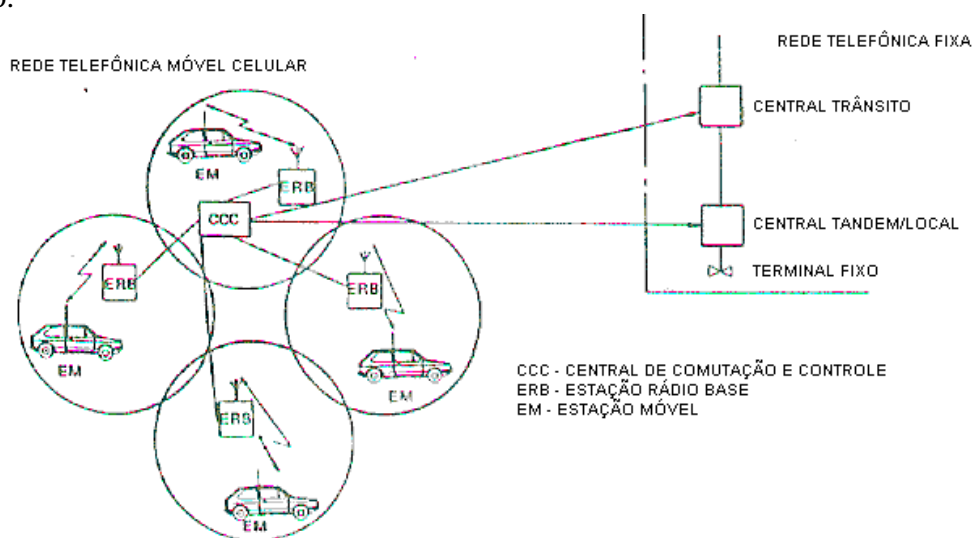 REDE TELEFÔNICA FIXA
REDE TELEFÔNICA MÓVEL CELULAR
CENTRAL TRÂNSITO
EM
ERB
CCC
CENTRAL TANDEM/LOCAL
TERMINAL FIXO
ERB
ERB
EM
EM
CCC - CENTRAL DE COMUTAÇÃO E CONTROLE
ERB - ESTAÇÃO RÁDIO BASE
EM - ESTAÇÃO MÓVEL
ERB
EM